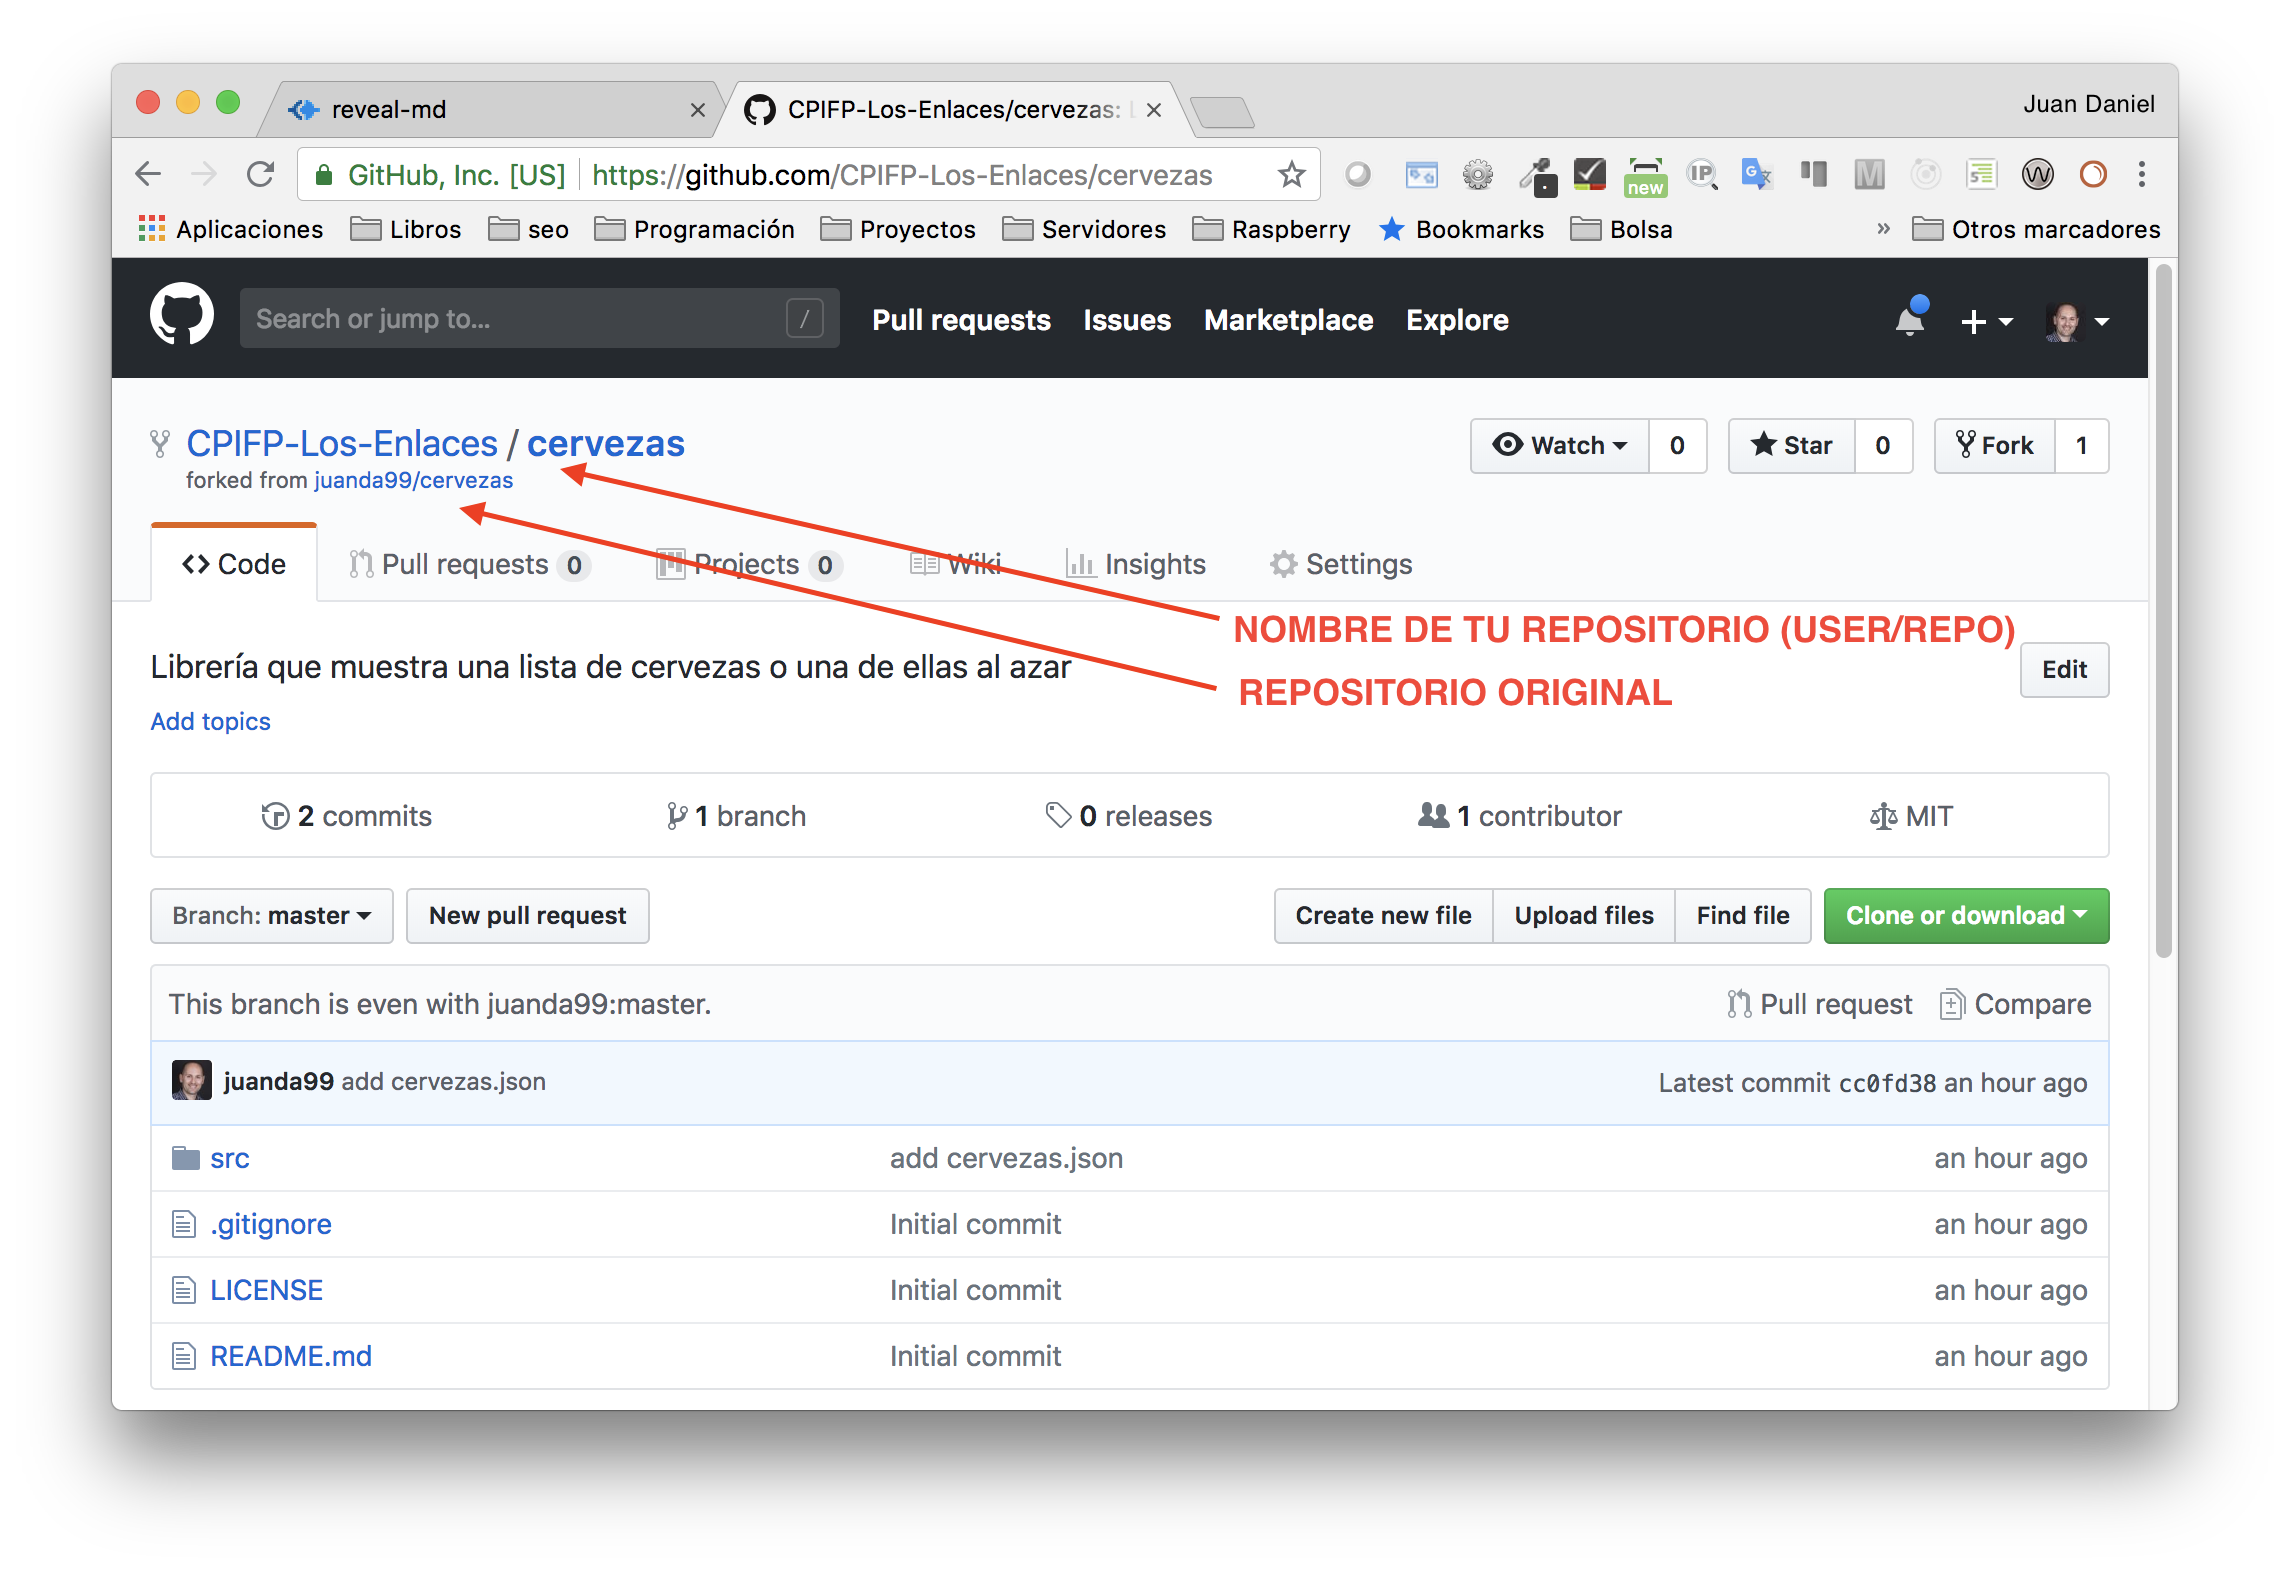 reveal-md
CPIFP-Los-Enlaces/cervezas:
Juan Daniel
GitHub, Inc. [US] https://github.com/CPIFP-Los-Enlaces/cervezas
new
IP
M
Aplicaciones Libros seo Programación Proyectos Servidores Raspberry Bookmarks Bolsa » Otros marcadores
Search or jump to... / Pull requests Issues Marketplace Explore
CPIFP-Los-Enlaces / cervezas
Watch 0 Star 0 Fork 1
forked from juanda99/cervezas
Code Pull requests 0 Projects 0 Wiki Insights Settings
NOMBRE DE TU REPOSITORIO (USER/REPO)
Librería que muestra una lista de cervezas o una de ellas al azar
Edit
REPOSITORIO ORIGINAL
Add topics
2 commits 1 branch 0 releases 1 contributor MIT
Branch: master New pull request Create new file Upload files Find file Clone or download
This branch is even with juanda99:master. Pull request Compare
juanda99 add cervezas.json Latest commit cc0fd38 an hour ago
src add cervezas.json an hour ago
.gitignore Initial commit an hour ago
LICENSE Initial commit an hour ago
README.md Initial commit an hour ago